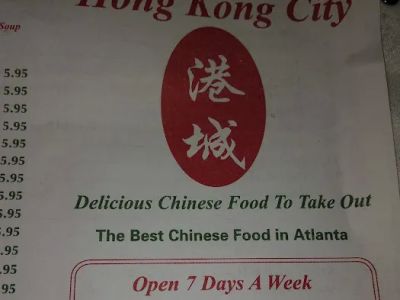 Hong Kong City
Soup
港
城
5.95
5.95
5.95
5.95
5.95
5.95
5.95
5.95
5.95
5.95
.95
.95
95
Delicious Chinese Food To Take Out
The Best Chinese Food in Atlanta
Open 7 Days A Week